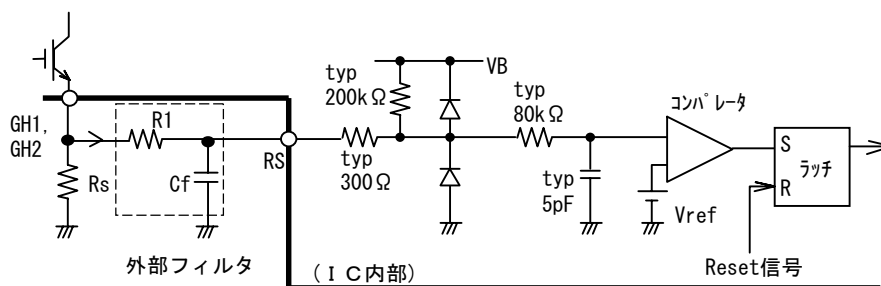 GH1,
GH2
R1
Rs
Cf
外部フィルタ
RS
(IC内部)
typ
200kΩ
VB
typ
300Ω
typ
80kΩ
typ
5pF
コンパレータ
Vref
S
R
ラッチ
Reset信号